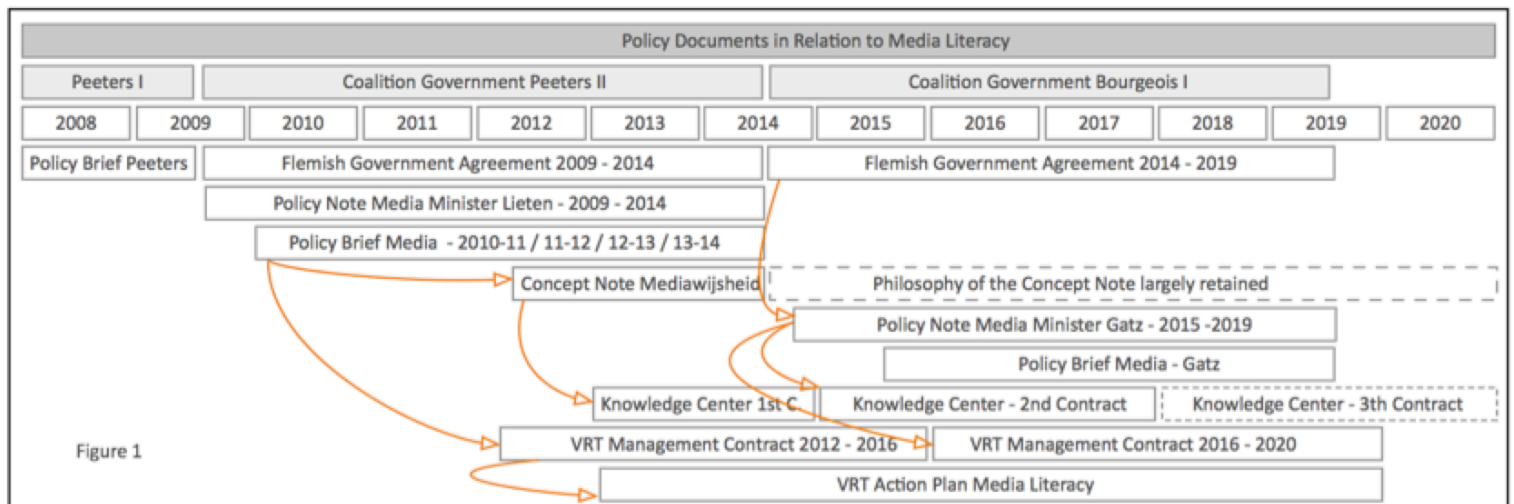 Policy Documents in Relation to Media Literacy
Peeters I
Coalition Government Peeters II
Coalition Government Bourgeois I
2008
2009
2010
2011
2012
2013
2014
2015
2016
2017
2018
2019
2020
Policy Brief Peeters
Flemish Government Agreement 2009 - 2014
Flemish Government Agreement 2014 - 2019
Policy Note Media Minister Lieten - 2009 - 2014
Policy Brief Media - 2010-11 / 11-12 / 12-13 / 13-14
Concept Note Mediawijsheid
Philosophy of the Concept Note largely retained
Policy Note Media Minister Gatz - 2015 -2019
Policy Brief Media - Gatz
Knowledge Center 1st C.
Knowledge Center - 2nd Contract
Knowledge Center - 3th Contract
Figure 1
VRT Management Contract 2012 - 2016
VRT Management Contract 2016 - 2020
VRT Action Plan Media Literacy